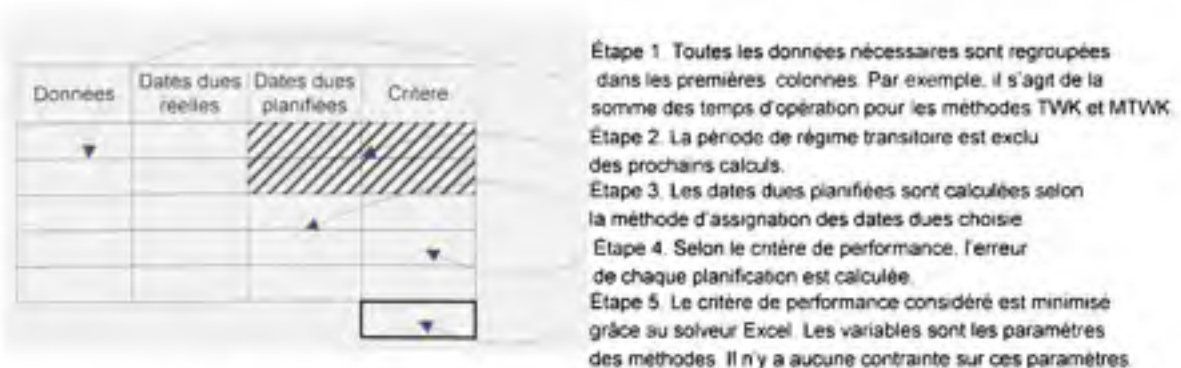 Données
Dates dues réelles
Dates dues planifiées
Critère
Étape 1. Toutes les données nécessaires sont regroupées
dans les premières colonnes. Par exemple, il s'agit de la
somme des temps d'opération pour les méthodes TWK et MTWK
Étape 2. La période de régime transitoire est exclu
des prochains calculs.
Étape 3. Les dates dues planifiées sont calculées selon
la méthode d'assignation des dates dues choisie
Étape 4. Selon le critère de performance, l'erreur
de chaque planification est calculée.
Étape 5. Le critère de performance considéré est minimisé
grâce au solveur Excel. Les variables sont les paramètres
des méthodes. Il n'y a aucune contrainte sur ces paramètres